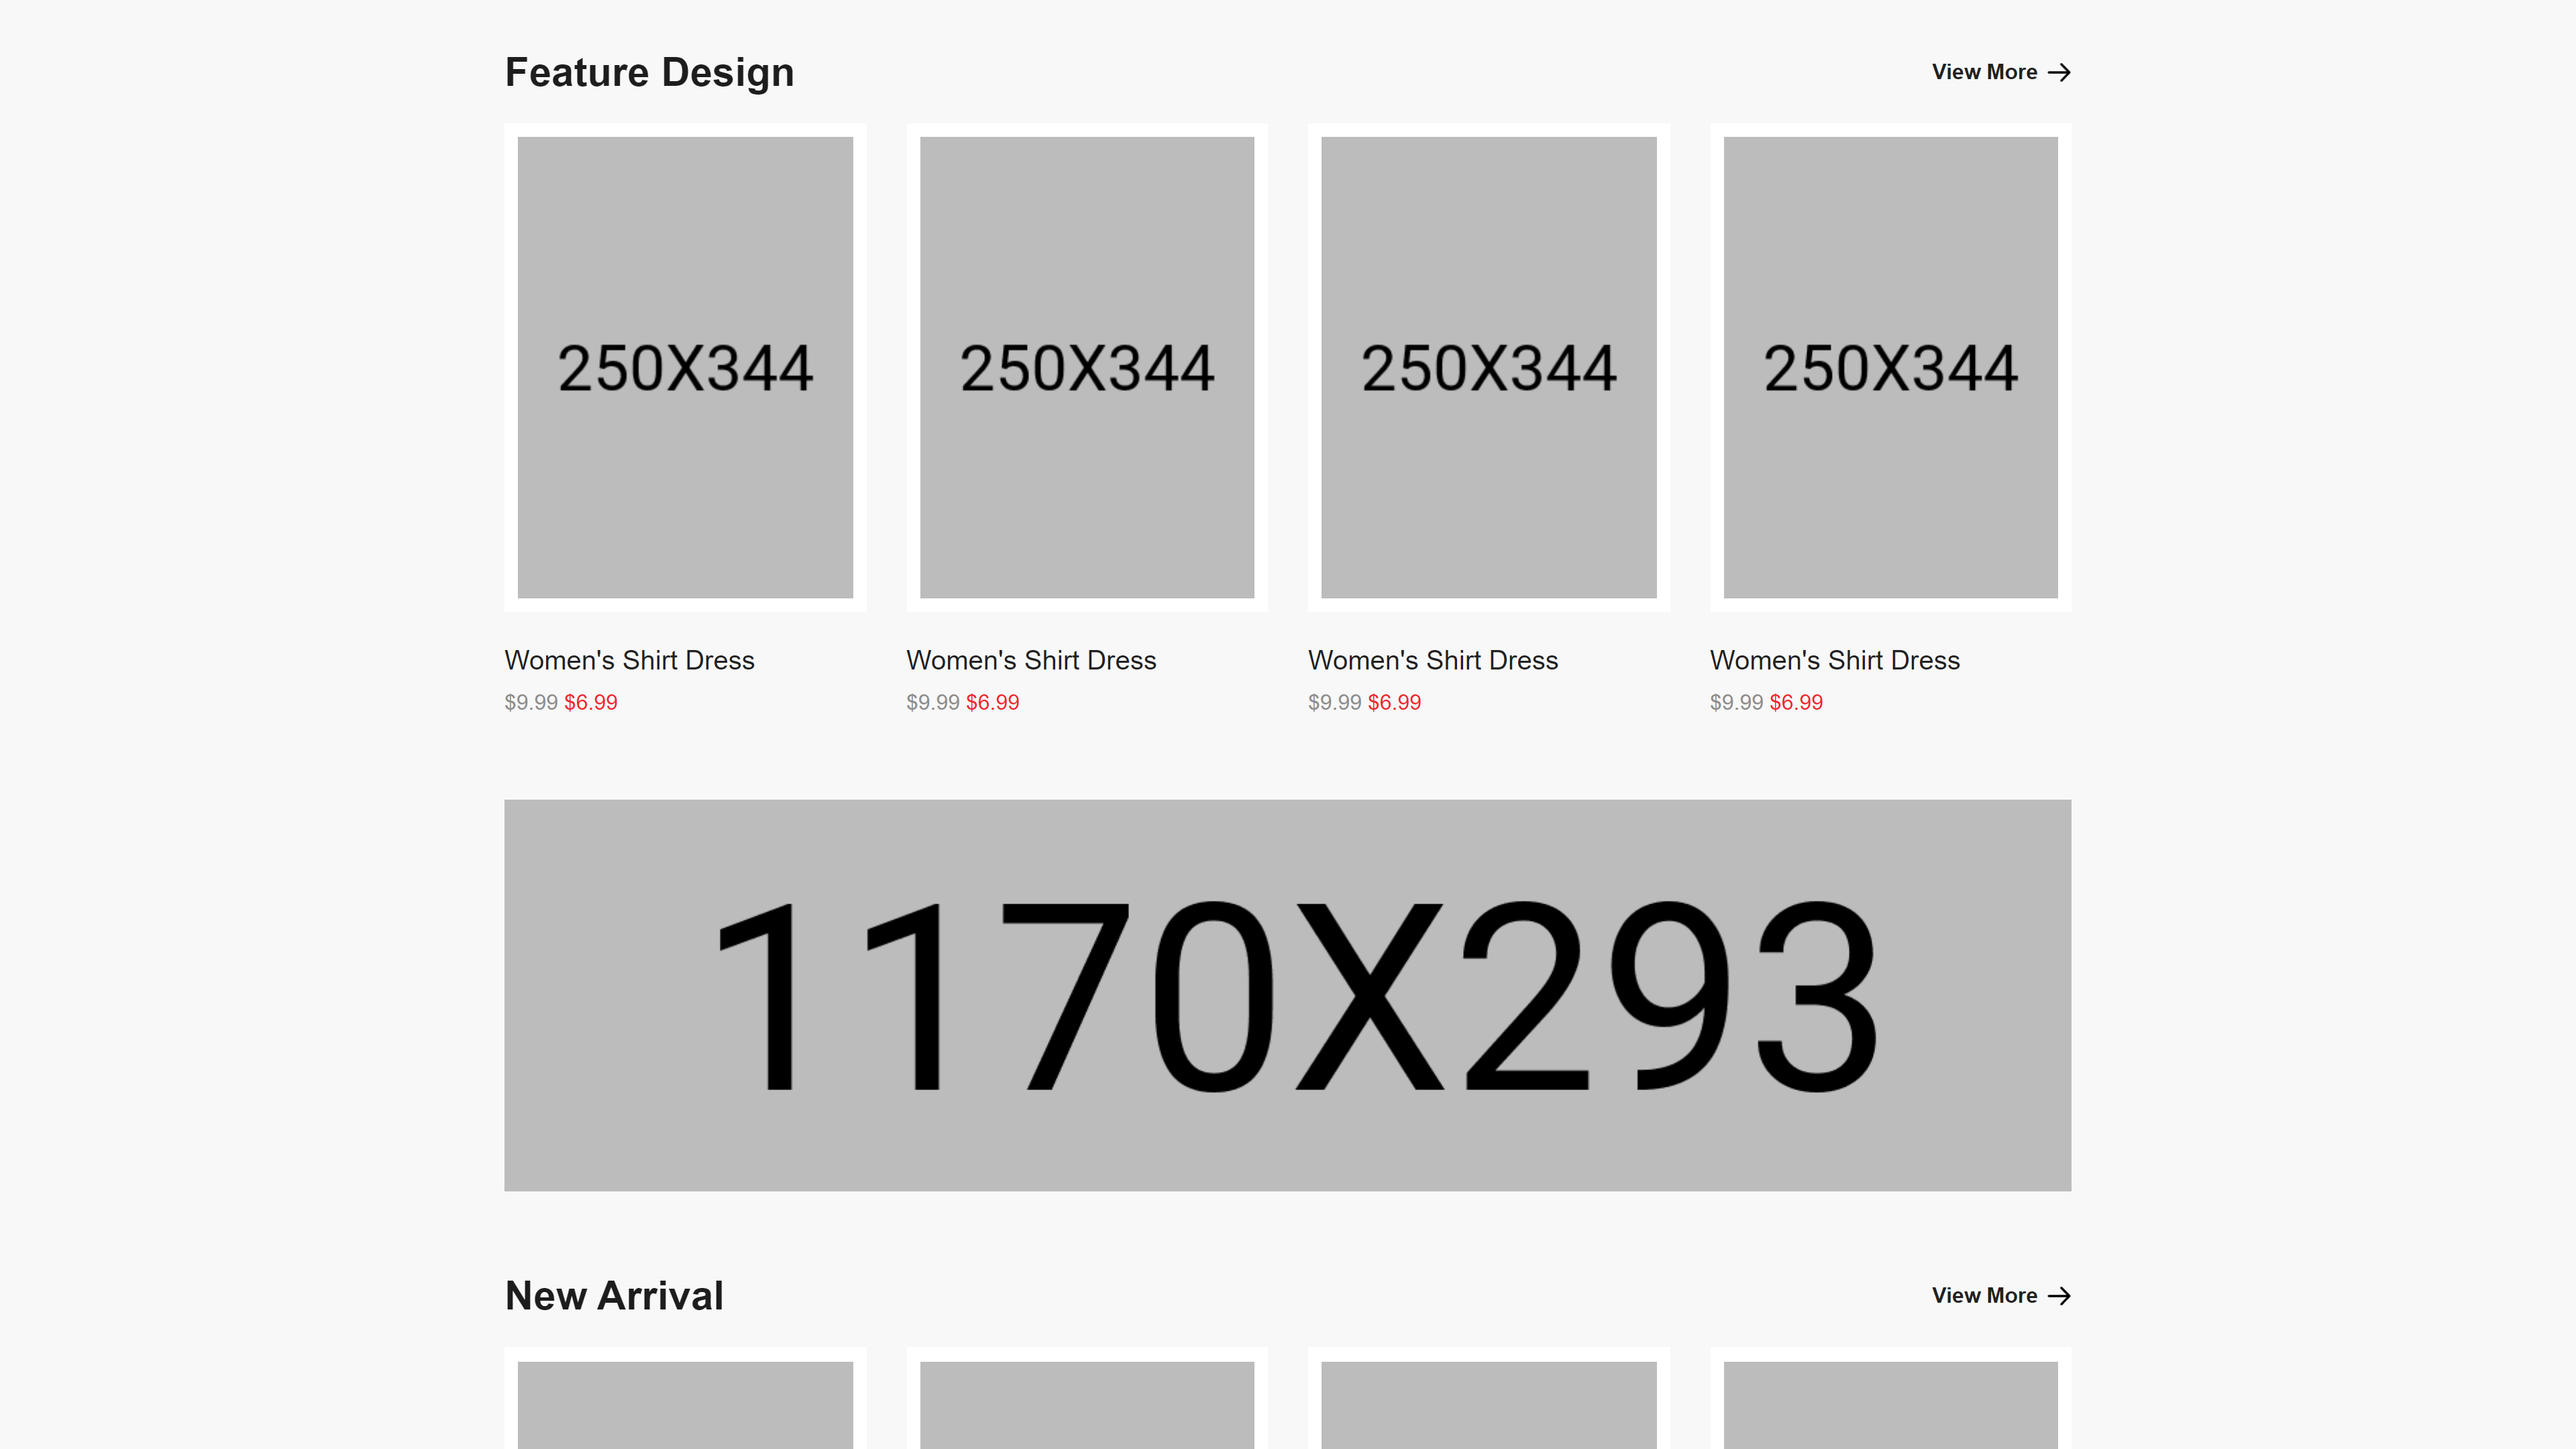 Feature Design
View More
250X344
250X344
250X344
250X344
Women's Shirt Dress
$9.99 $6.99
Women's Shirt Dress
$9.99 $6.99
Women's Shirt Dress
$9.99 $6.99
Women's Shirt Dress
$9.99 $6.99
1170X293
New Arrival
View More